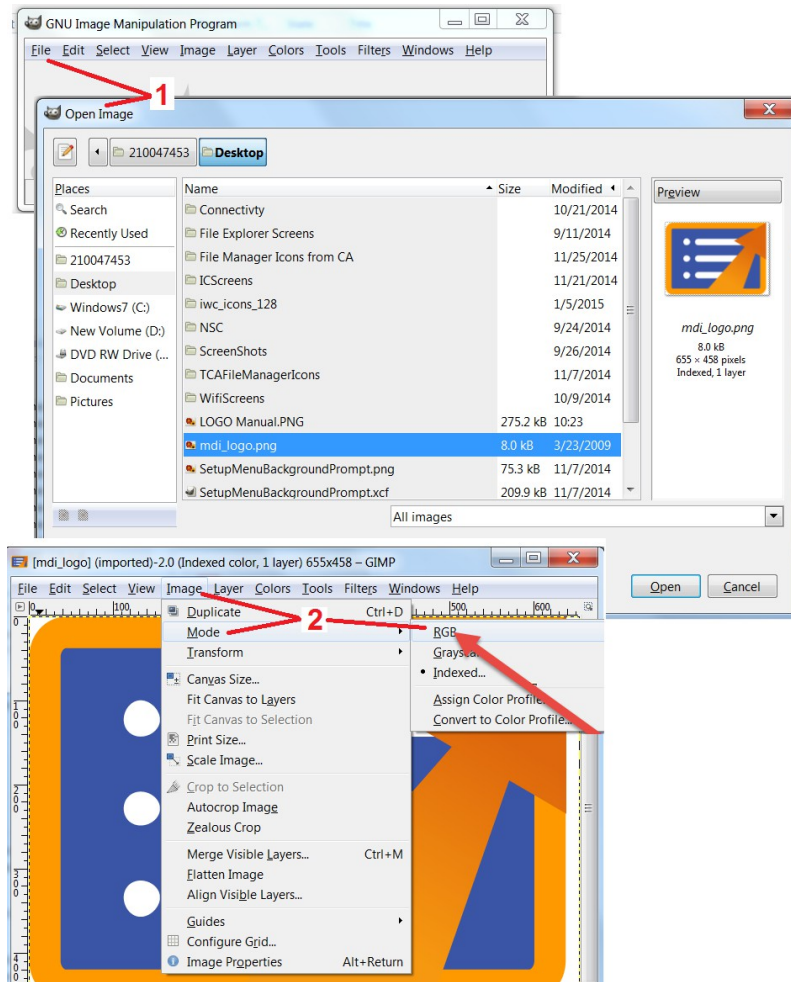 GNU Image Manipulation Program
File Edit Select View Image Layer Colors Tools Filters Windows Help
1
Open Image
210047453 Desktop
Places Name Size Modified Preview
Search Connectivty 10/21/2014
Recently Used File Explorer Screens 9/11/2014
210047453 File Manager Icons from CA 11/25/2014
Desktop ICScreens 11/21/2014
Windows7 (C:) iwc_icons_128 1/5/2015
New Volume (D:) NSC 9/24/2014 mdi_logo.png
DVD RW Drive (... ScreenShots 9/26/2014 8.0 kB
655 × 458 pixels
Documents TCAFileManagerIcons 11/7/2014 Indexed, 1 layer
Pictures WifiScreens 10/9/2014
LOGO Manual.PNG 275.2 kB 10:23
mdi_logo.png 8.0 kB 3/23/2009
SetupMenuBackgroundPrompt.png 75.3 kB 11/7/2014
SetupMenuBackgroundPrompt.xcf 209.9 kB 11/7/2014
All images
Open Cancel
[mdi_logo] (imported)-2.0 (Indexed color, 1 layer) 655x458 – GIMP
File Edit Select View Image Layer Colors Tools Filters Windows Help
0 100 500 600
Duplicate Ctrl+D
2
Mode RGB
Transform
Indexed...
Canvas Size...
Fit Canvas to Layers Assign Color Profile...
Fit Canvas to Selection Convert to Color Profile...
Print Size...
Scale Image...
Crop to Selection
Autocrop Image
Zealous Crop
Merge Visible Layers... Ctrl+M
Flatten Image
Align Visible Layers...
Guides
Configure Grid...
Image Properties Alt+Return